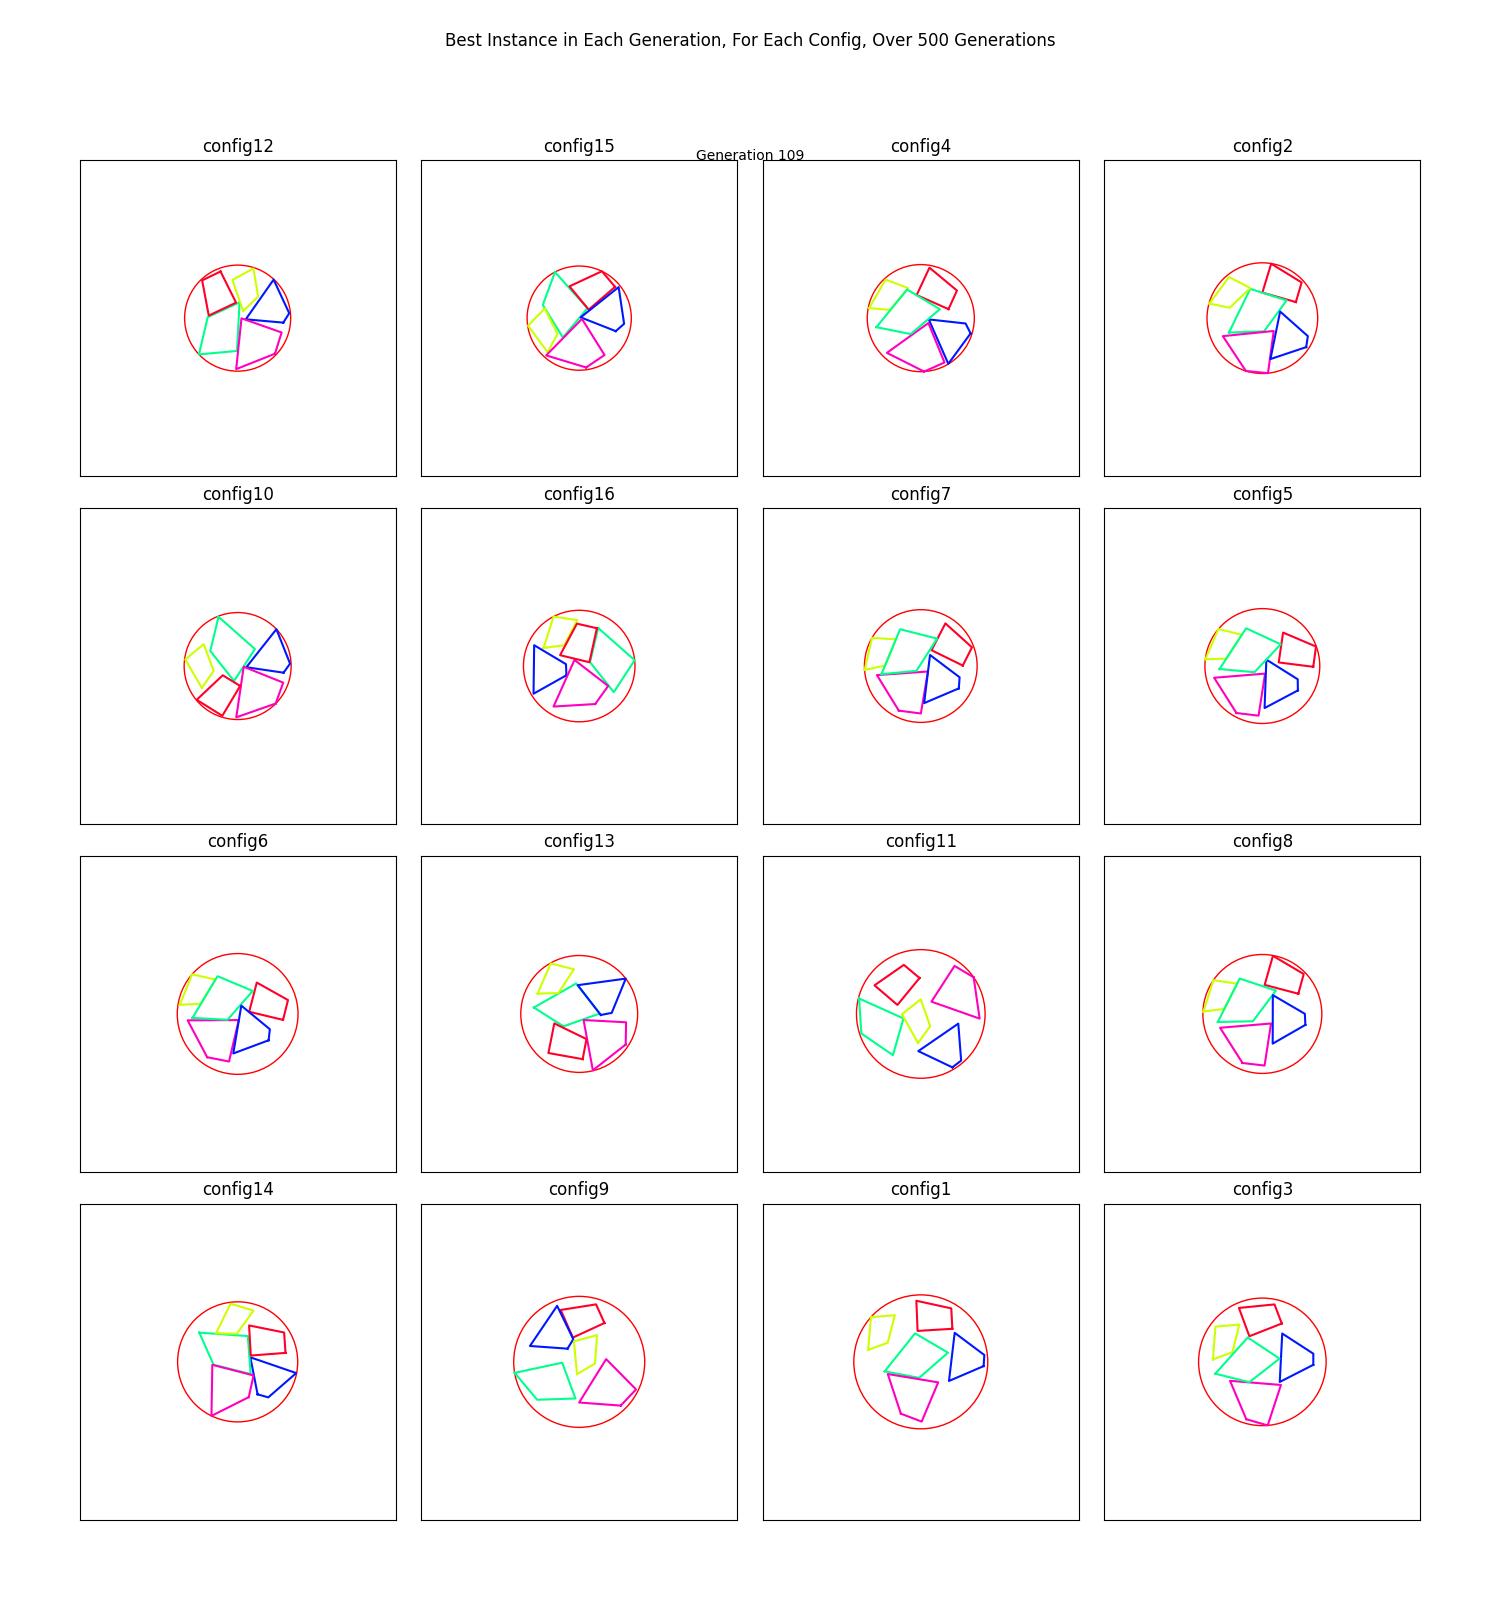 Best Instance in Each Generation, For Each Config, Over 500 Generations
Generation 109
config12
config15
config4
config2
config10
config16
config7
config5
config6
config13
config11
config8
config14
config9
config1
config3